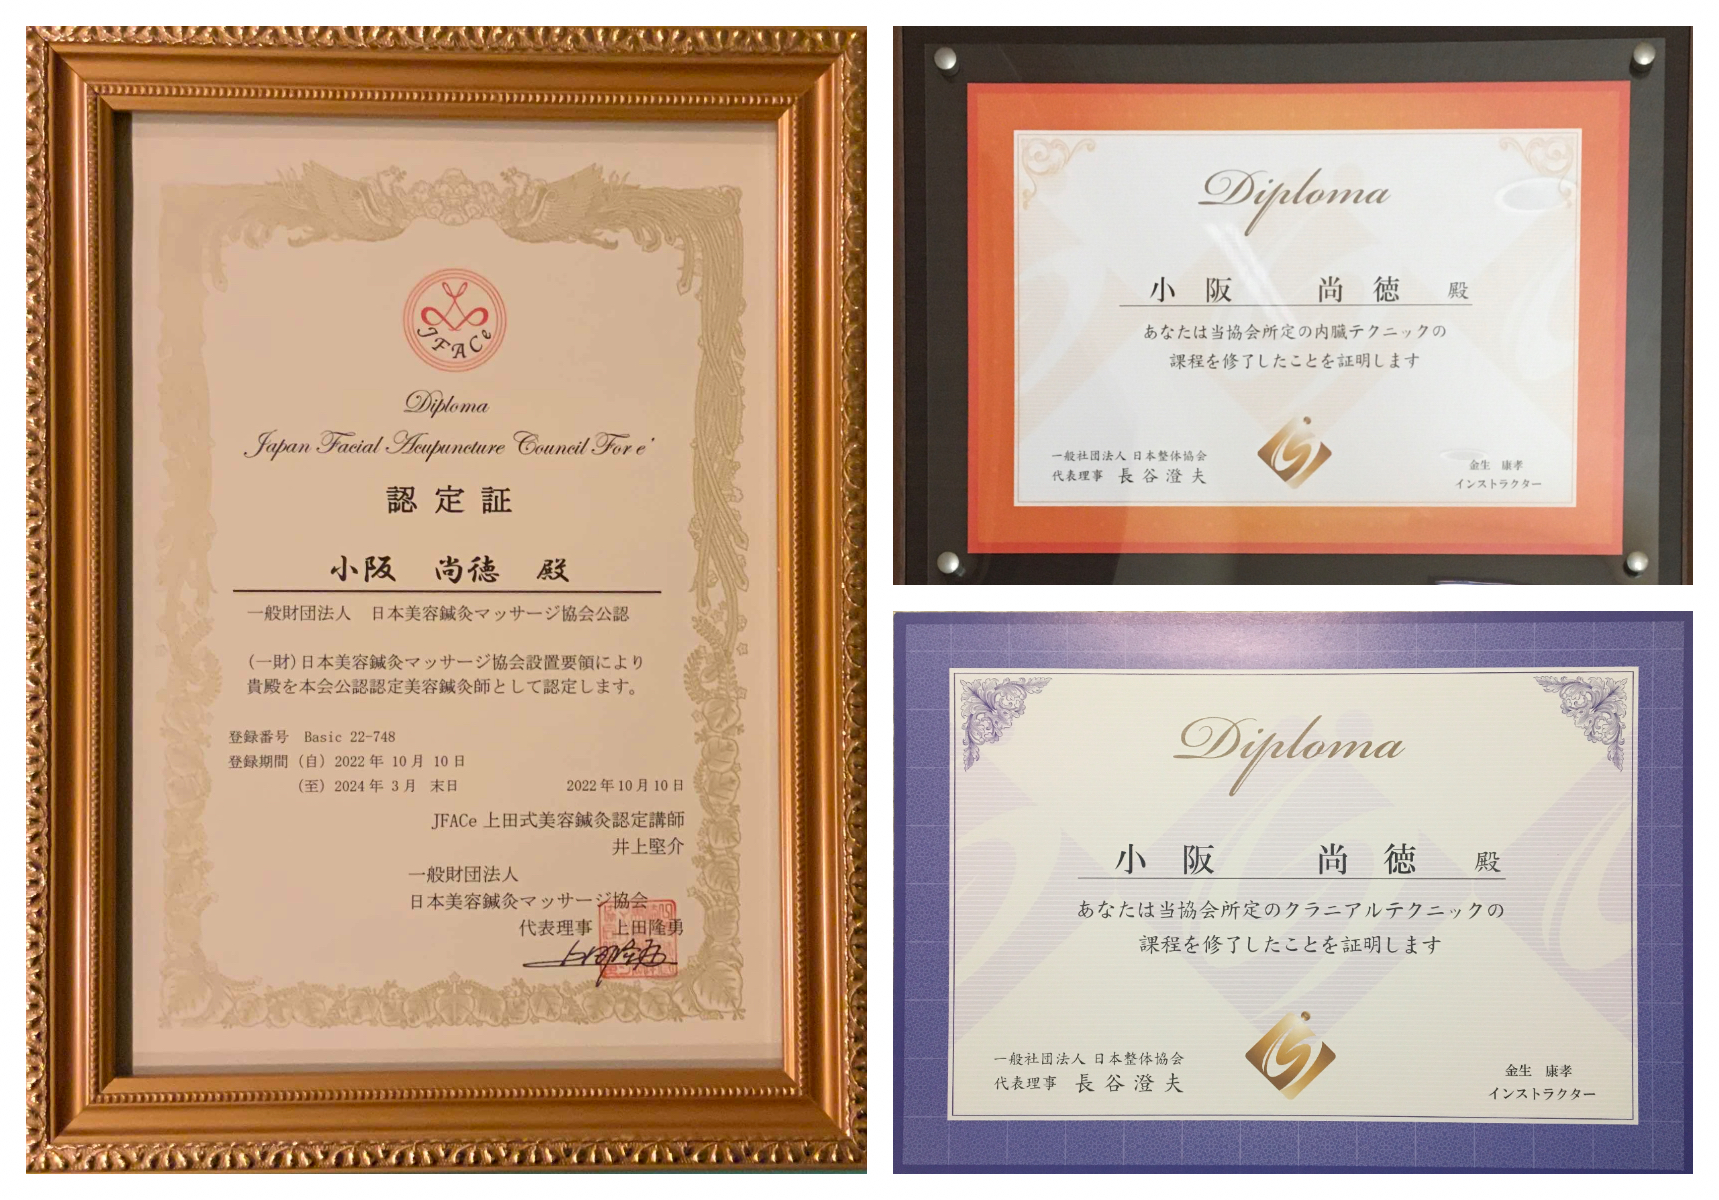 JFACe
Diploma
Japan Facial Acupuncture Council For e'
認定証
小阪 尚徳 殿
一般財団法人 日本美容鍼灸マッサージ協会公認
(一財)日本美容鍼灸マッサージ協会設置要領により
貴殿を本会公認認定美容鍼灸師として認定します。
登録番号 Basic 22-748
登録期間(自)2022年 10月 10日
(至)2024年 3月 末日
2022年10月10日
JFACe 上田式美容鍼灸認定講師
井上堅介
一般財団法人
日本美容鍼灸マッサージ協会
代表理事 上田隆勇
Diploma
小阪 尚徳 殿
あなたは当協会所定の内臓テクニックの
課程を修了したことを証明します
一般社団法人 日本整体協会
代表理事 長谷澄夫
金生 康孝
インストラクター
Diploma
小阪 尚徳 殿
あなたは当協会所定のクラニアルテクニックの
課程を修了したことを証明します
一般社団法人 日本整体協会
代表理事 長谷澄夫
金生 康孝
インストラクター